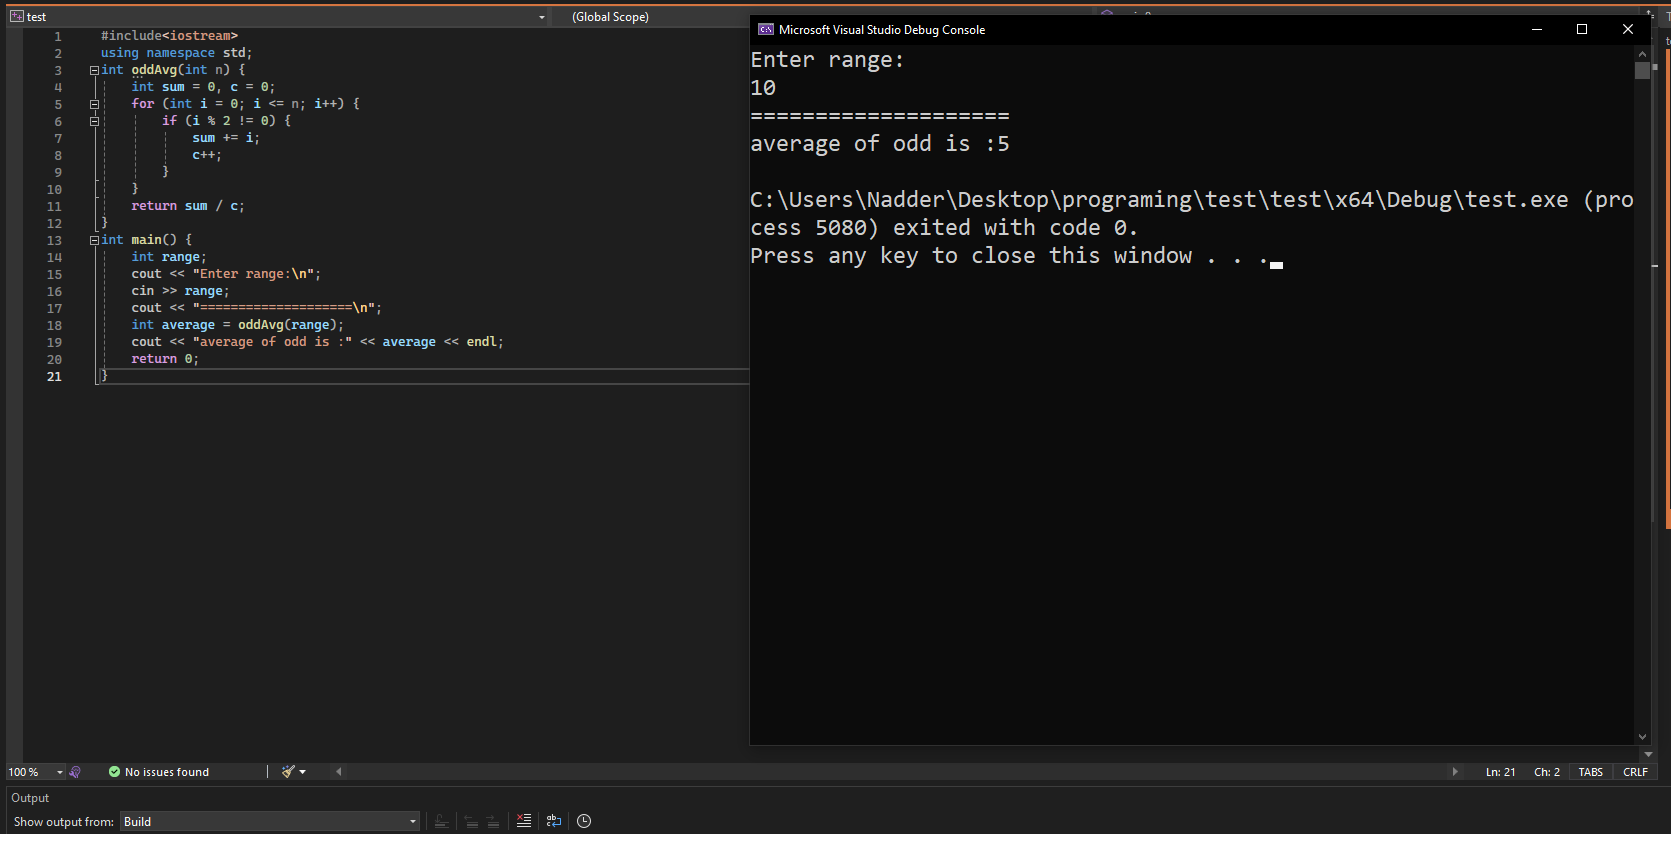 test
(Global Scope)
1 #include<iostream>
2 using namespace std;
3 int oddAvg(int n) {
4 int sum = 0, c = 0;
5 for (int i = 0; i <= n; i++) {
6 if (i % 2 != 0) {
7 sum += i;
8 c++;
9 }
10 }
11 return sum / c;
12 }
13 int main() {
14 int range;
15 cout << "Enter range:\n";
16 cin >> range;
17 cout << "====================\n";
18 int average = oddAvg(range);
19 cout << "average of odd is :" << average << endl;
20 return 0;
21 }
Microsoft Visual Studio Debug Console
Enter range:
10
====================
average of odd is :5
C:\Users\Nadder\Desktop\programing\test\test\x64\Debug\test.exe (pro
cess 5080) exited with code 0.
Press any key to close this window . . .
100 %
No issues found
Ln: 21 Ch: 2 TABS CRLF
Output
Show output from: Build